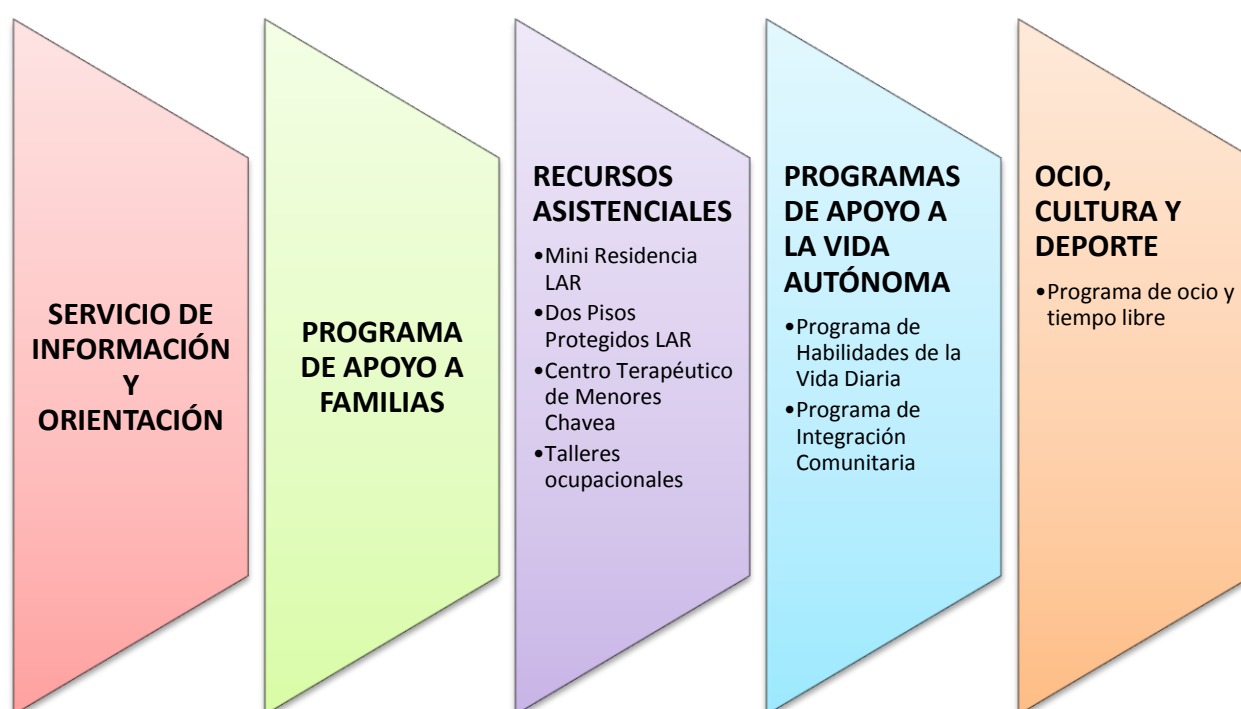 SERVICIO DE
INFORMACIÓN
Y
ORIENTACIÓN
PROGRAMA
DE APOYO A
FAMILIAS
RECURSOS
ASISTENCIALES
•Mini Residencia
LAR
•Dos Pisos
Protegidos LAR
•Centro Terapéutico
de Menores
Chavea
•Talleres
ocupacionales
PROGRAMAS
DE APOYO A
LA VIDA
AUTÓNOMA
•Programa de
Habilidades de la
Vida Diaria
•Programa de
Integración
Comunitaria
OCIO,
CULTURA Y
DEPORTE
•Programa de ocio y
tiempo libre